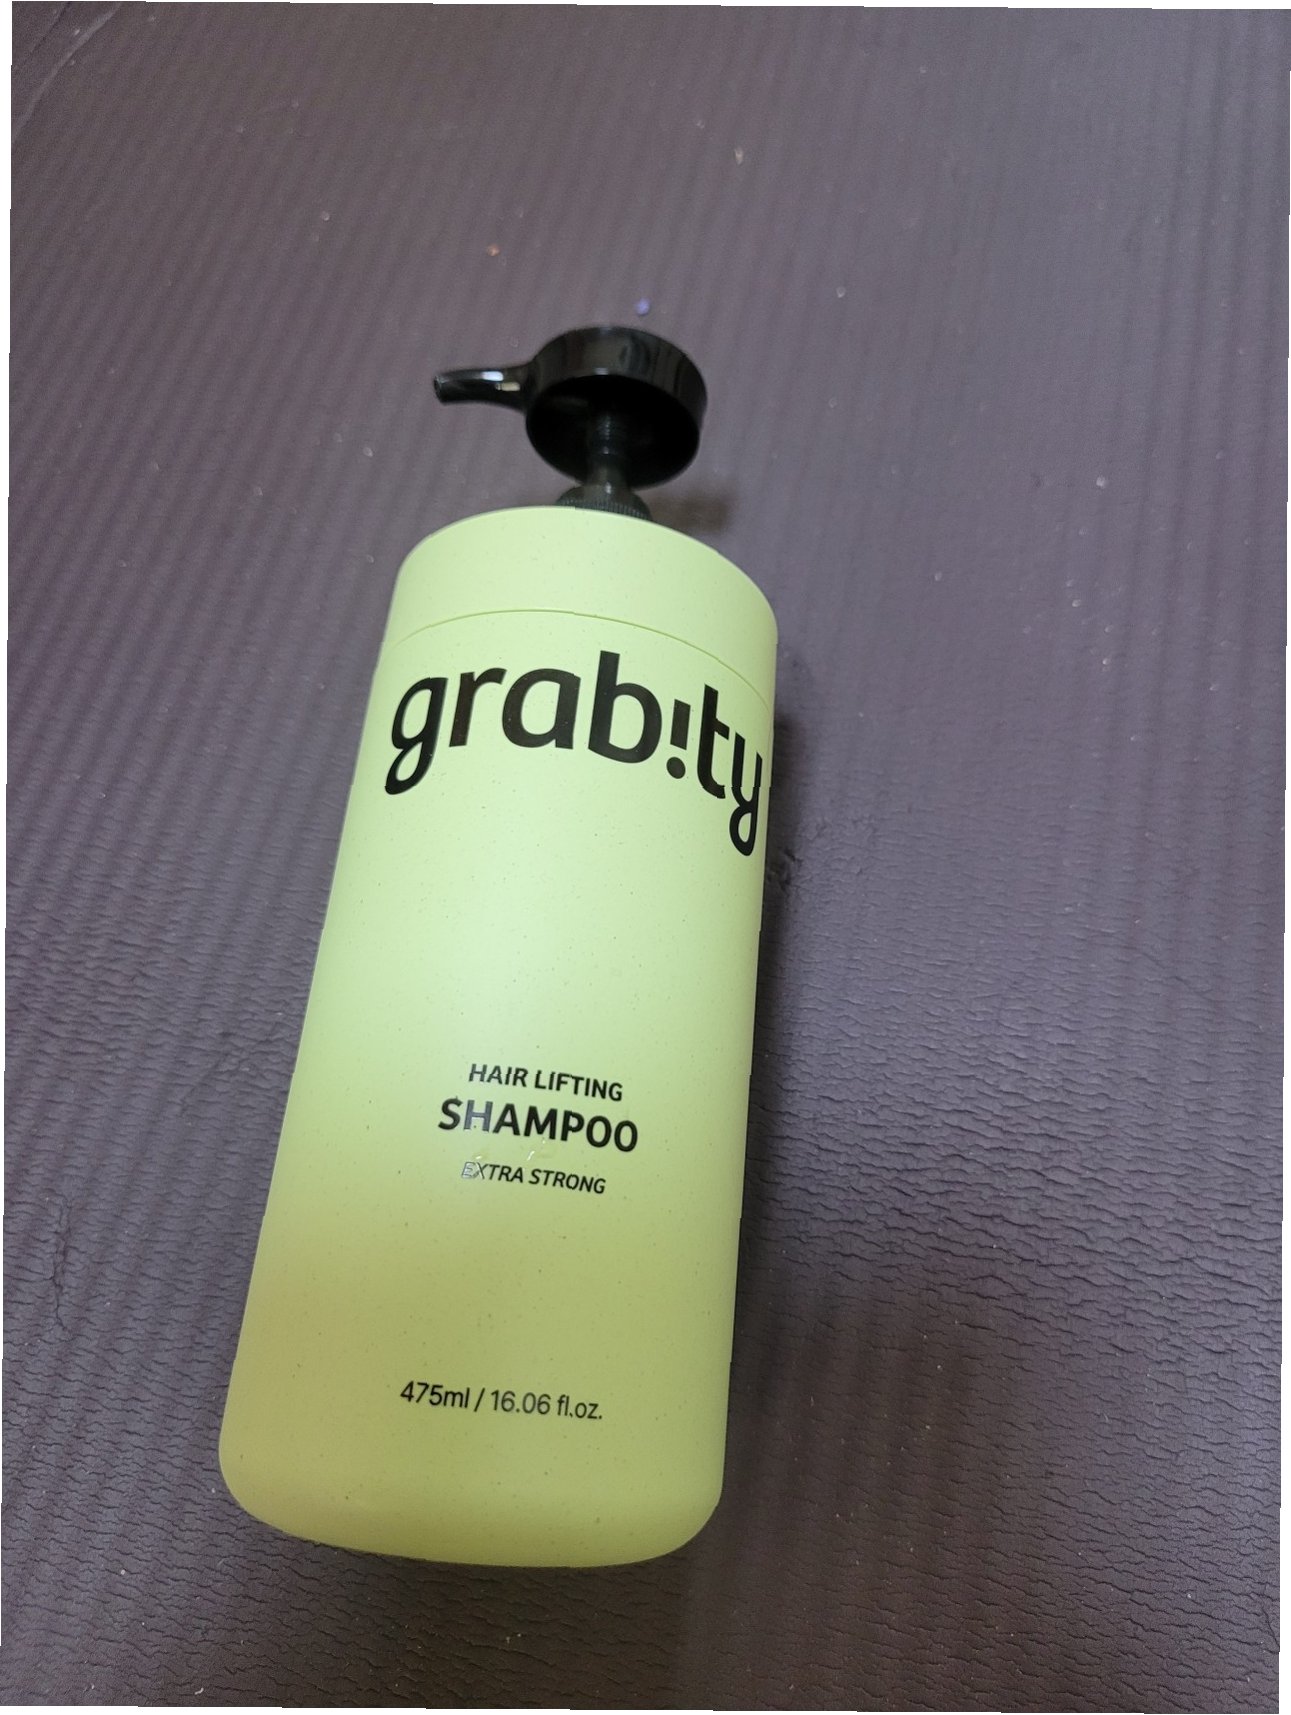 grab!ty
HAIR LIFTING
SHAMPOO
EXTRA STRONG
475ml / 16.06 fl.oz.